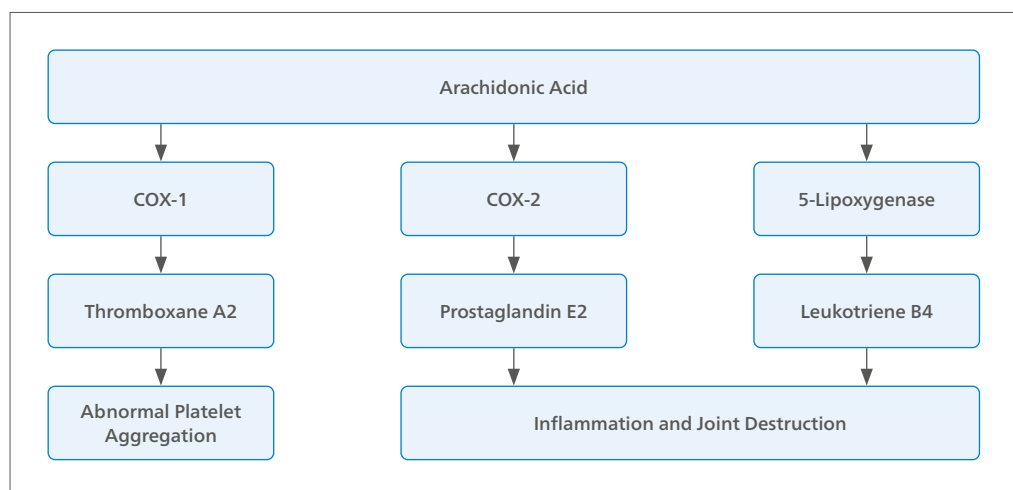 Arachidonic Acid
COX-1
COX-2
5-Lipoxygenase
Thromboxane A2
Prostaglandin E2
Leukotriene B4
Abnormal Platelet
Aggregation
Inflammation and Joint Destruction